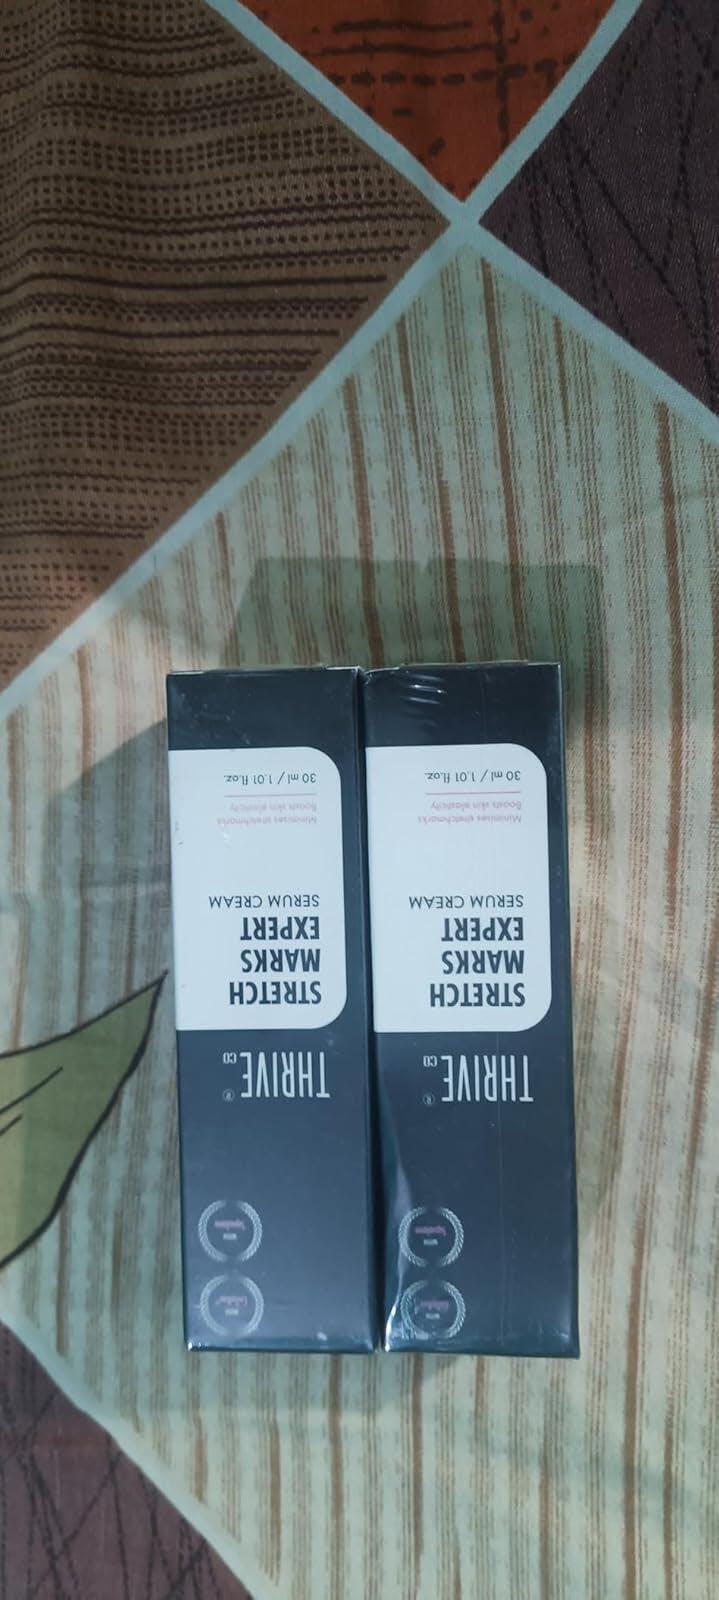 THRIVE CO ®
STRETCH
MARKS
EXPERT
SERUM CREAM
Minimises stretchmarks
Boosts skin elasticity
30 ml / 1.01 fl.oz.
THRIVE CO ®
STRETCH
MARKS
EXPERT
SERUM CREAM
Minimises stretchmarks
Boosts skin elasticity
30 ml / 1.01 fl.oz.